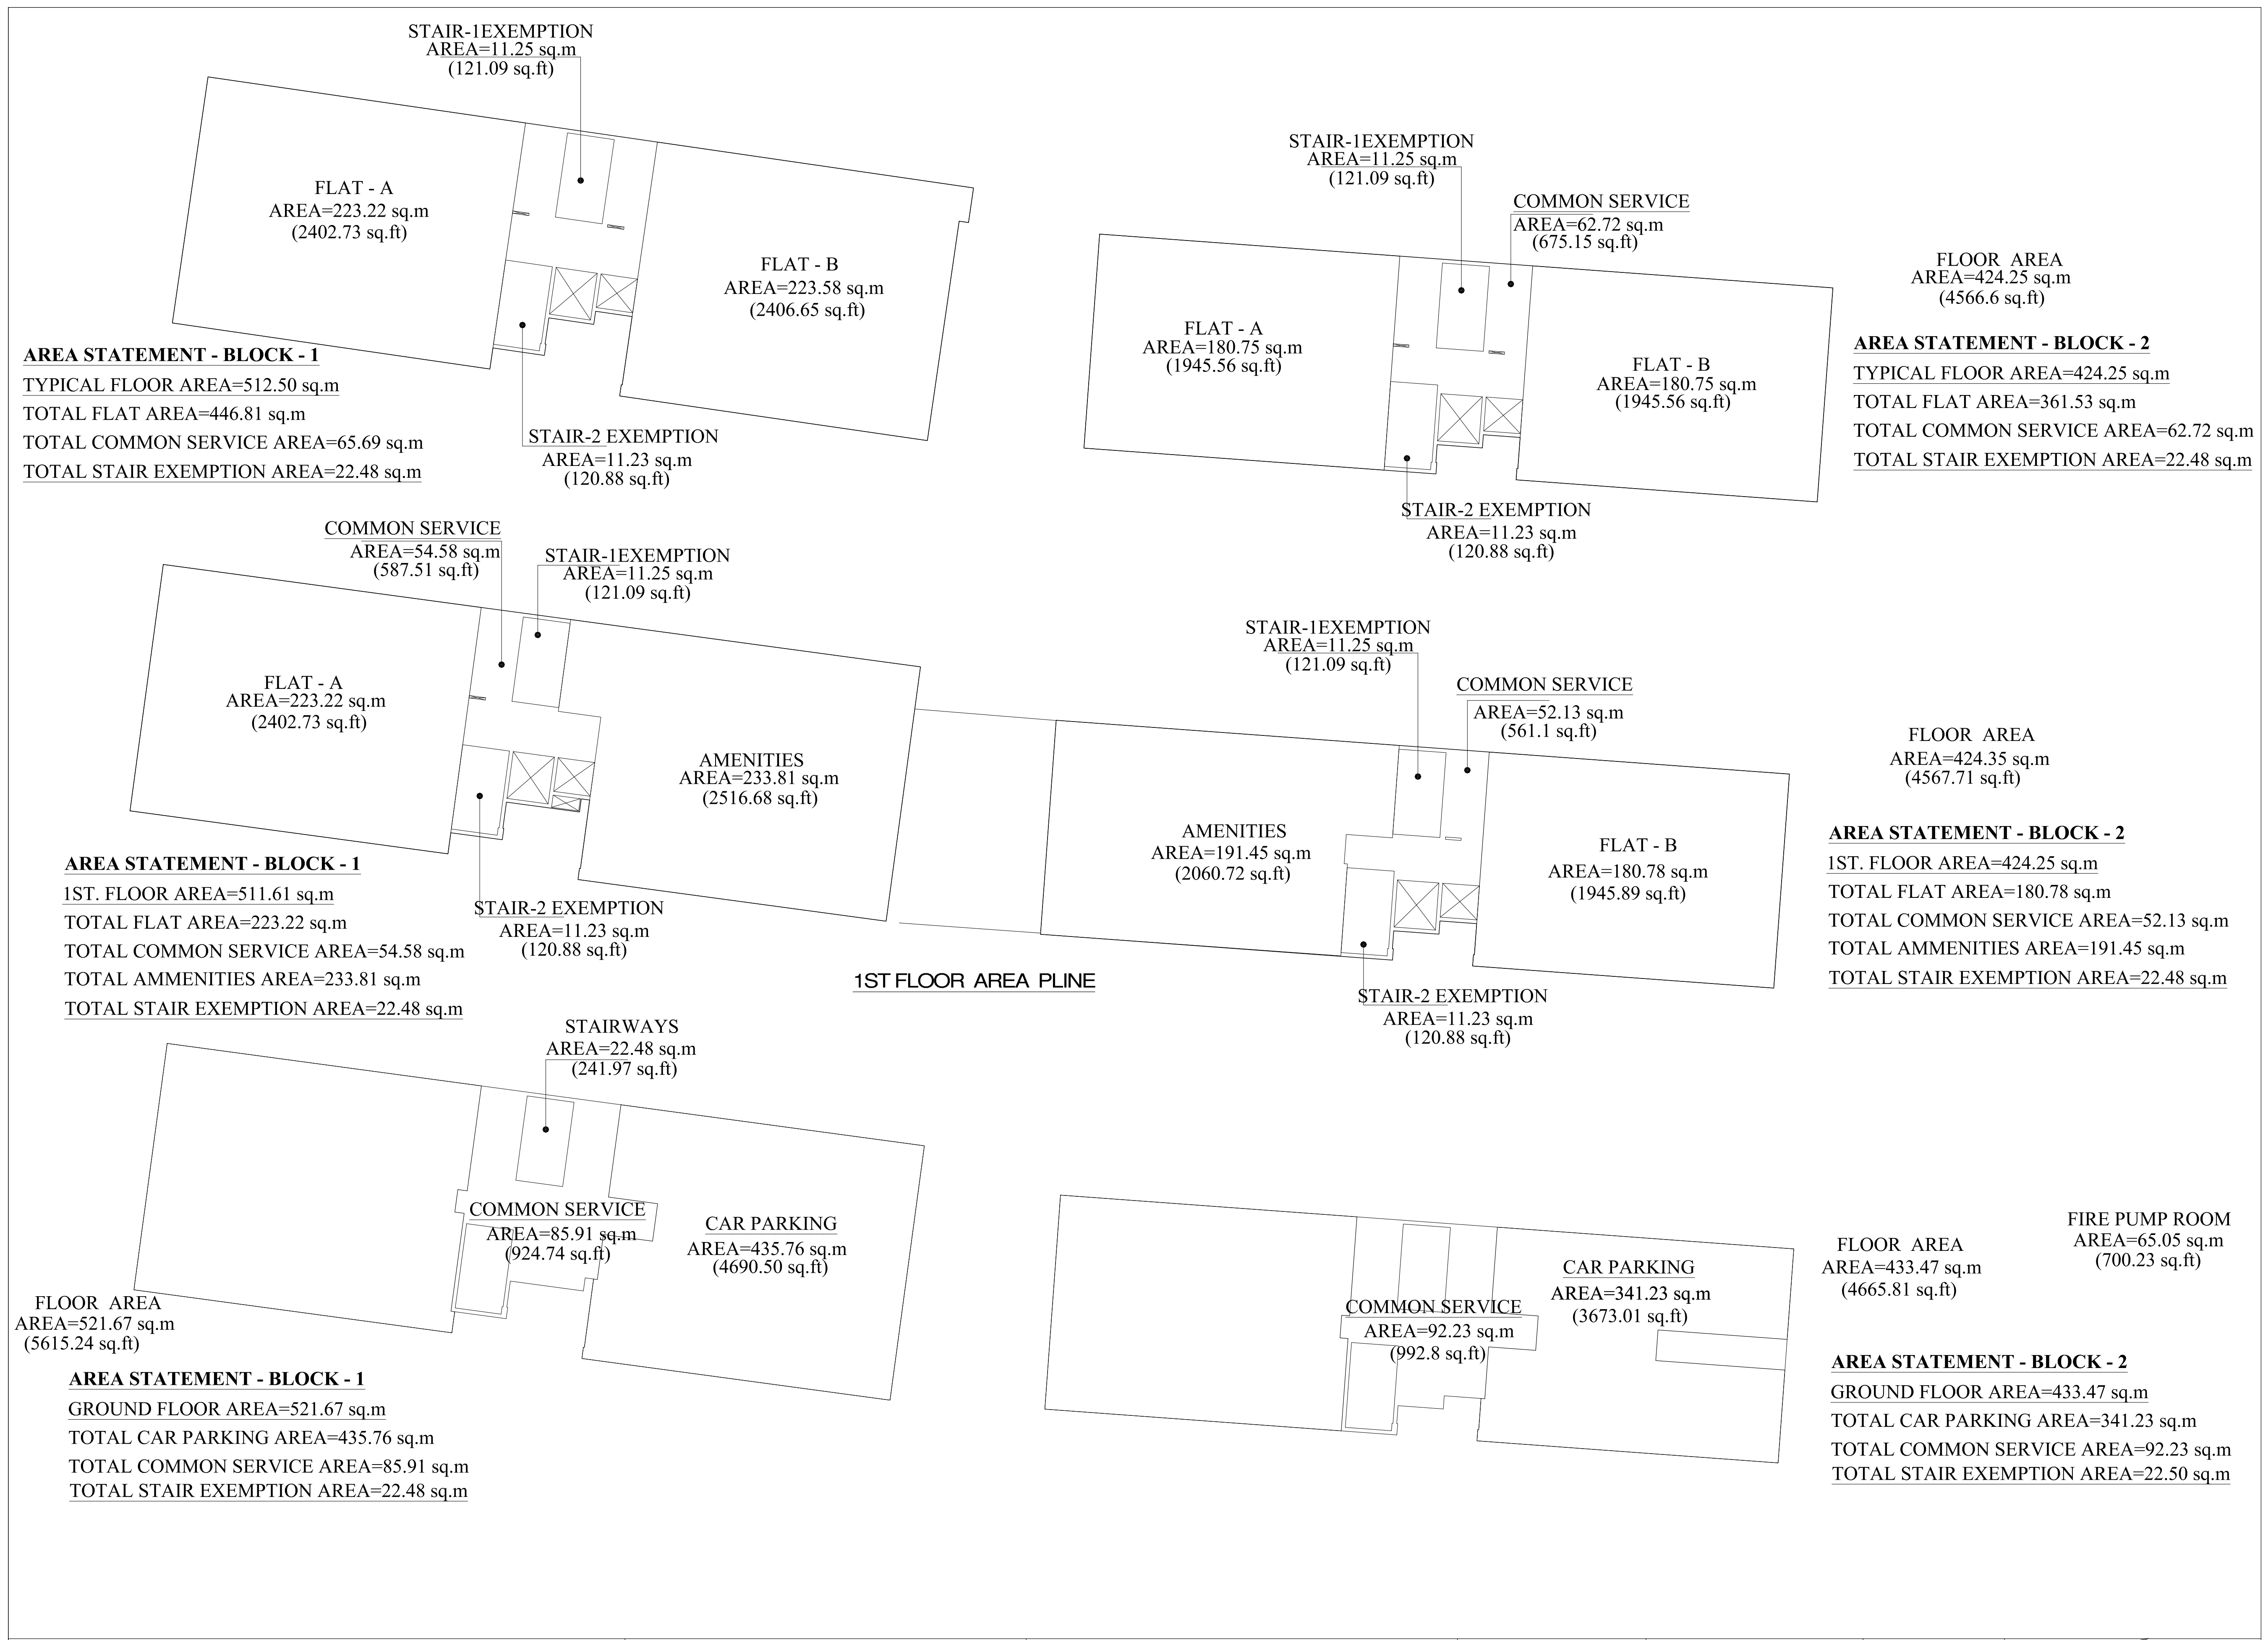 STAIR-1EXEMPTION
AREA=11.25 sq.m
(121.09 sq.ft)
FLAT - A
AREA=223.22 sq.m
(2402.73 sq.ft)
FLAT - B
AREA=223.58 sq.m
(2406.65 sq.ft)
STAIR-2 EXEMPTION
AREA=11.23 sq.m
(120.88 sq.ft)
AREA STATEMENT - BLOCK - 1
TYPICAL FLOOR AREA=512.50 sq.m
TOTAL FLAT AREA=446.81 sq.m
TOTAL COMMON SERVICE AREA=65.69 sq.m
TOTAL STAIR EXEMPTION AREA=22.48 sq.m
STAIR-1EXEMPTION
AREA=11.25 sq.m
(121.09 sq.ft)
COMMON SERVICE
AREA=62.72 sq.m
(675.15 sq.ft)
FLAT - A
AREA=180.75 sq.m
(1945.56 sq.ft)
FLAT - B
AREA=180.75 sq.m
(1945.56 sq.ft)
STAIR-2 EXEMPTION
AREA=11.23 sq.m
(120.88 sq.ft)
FLOOR AREA
AREA=424.25 sq.m
(4566.6 sq.ft)
AREA STATEMENT - BLOCK - 2
TYPICAL FLOOR AREA=424.25 sq.m
TOTAL FLAT AREA=361.53 sq.m
TOTAL COMMON SERVICE AREA=62.72 sq.m
TOTAL STAIR EXEMPTION AREA=22.48 sq.m
COMMON SERVICE
AREA=54.58 sq.m
(587.51 sq.ft)
STAIR-1EXEMPTION
AREA=11.25 sq.m
(121.09 sq.ft)
FLAT - A
AREA=223.22 sq.m
(2402.73 sq.ft)
AMENITIES
AREA=233.81 sq.m
(2516.68 sq.ft)
STAIR-2 EXEMPTION
AREA=11.23 sq.m
(120.88 sq.ft)
AREA STATEMENT - BLOCK - 1
1ST. FLOOR AREA=511.61 sq.m
TOTAL FLAT AREA=223.22 sq.m
TOTAL COMMON SERVICE AREA=54.58 sq.m
TOTAL AMMENITIES AREA=233.81 sq.m
TOTAL STAIR EXEMPTION AREA=22.48 sq.m
1ST FLOOR AREA PLINE
STAIR-1EXEMPTION
AREA=11.25 sq.m
(121.09 sq.ft)
COMMON SERVICE
AREA=52.13 sq.m
(561.1 sq.ft)
AMENITIES
AREA=191.45 sq.m
(2060.72 sq.ft)
FLAT - B
AREA=180.78 sq.m
(1945.89 sq.ft)
STAIR-2 EXEMPTION
AREA=11.23 sq.m
(120.88 sq.ft)
FLOOR AREA
AREA=424.35 sq.m
(4567.71 sq.ft)
AREA STATEMENT - BLOCK - 2
1ST. FLOOR AREA=424.25 sq.m
TOTAL FLAT AREA=180.78 sq.m
TOTAL COMMON SERVICE AREA=52.13 sq.m
TOTAL AMMENITIES AREA=191.45 sq.m
TOTAL STAIR EXEMPTION AREA=22.48 sq.m
STAIRWAYS
AREA=22.48 sq.m
(241.97 sq.ft)
COMMON SERVICE
AREA=85.91 sq.m
(924.74 sq.ft)
CAR PARKING
AREA=435.76 sq.m
(4690.50 sq.ft)
FLOOR AREA
AREA=521.67 sq.m
(5615.24 sq.ft)
AREA STATEMENT - BLOCK - 1
GROUND FLOOR AREA=521.67 sq.m
TOTAL CAR PARKING AREA=435.76 sq.m
TOTAL COMMON SERVICE AREA=85.91 sq.m
TOTAL STAIR EXEMPTION AREA=22.48 sq.m
COMMON SERVICE
AREA=92.23 sq.m
(992.8 sq.ft)
CAR PARKING
AREA=341.23 sq.m
(3673.01 sq.ft)
FLOOR AREA
AREA=433.47 sq.m
(4665.81 sq.ft)
FIRE PUMP ROOM
AREA=65.05 sq.m
(700.23 sq.ft)
AREA STATEMENT - BLOCK - 2
GROUND FLOOR AREA=433.47 sq.m
TOTAL CAR PARKING AREA=341.23 sq.m
TOTAL COMMON SERVICE AREA=92.23 sq.m
TOTAL STAIR EXEMPTION AREA=22.50 sq.m